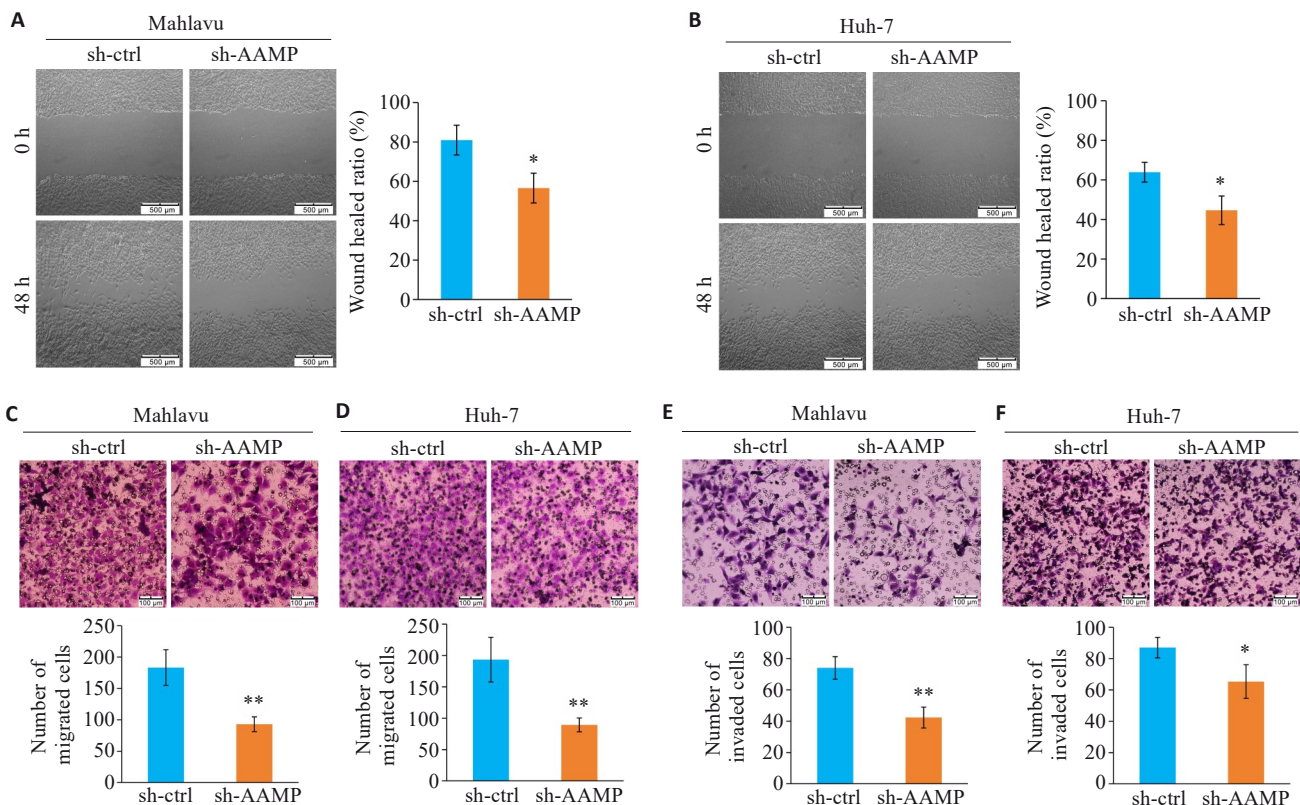 A
Mahlavu
sh-ctrl sh-AAMP
0 h
500 µm 500 µm
48 h
500 µm 500 µm
Wound healed ratio (%)
100
80
60
40
20
0
*
sh-ctrl sh-AAMP
B
Huh-7
sh-ctrl sh-AAMP
0 h
500 µm 500 µm
48 h
500 µm 500 µm
Wound healed ratio (%)
100
80
60
40
20
0
*
sh-ctrl sh-AAMP
C
Mahlavu
sh-ctrl sh-AAMP
100 µm 100 µm
Number of
migrated cells
250
200
150
100
50
0
**
sh-ctrl sh-AAMP
D
Huh-7
sh-ctrl sh-AAMP
100 µm 100 µm
Number of
migrated cells
250
200
150
100
50
0
**
sh-ctrl sh-AAMP
E
Mahlavu
sh-ctrl sh-AAMP
100 µm 100 µm
Number of
invaded cells
100
80
60
40
20
0
**
sh-ctrl sh-AAMP
F
Huh-7
sh-ctrl sh-AAMP
100 µm 100 µm
Number of
invaded cells
100
80
60
40
20
0
*
sh-ctrl sh-AAMP